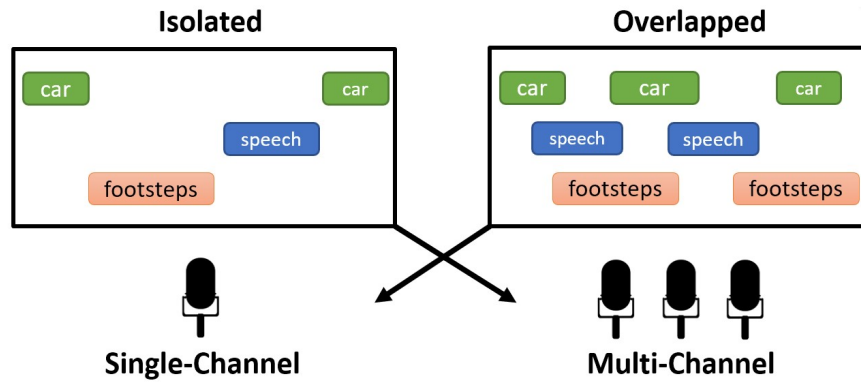 Isolated
Overlapped
car
car
speech
footsteps
car
car
car
speech
speech
footsteps
footsteps
Single-Channel
Multi-Channel